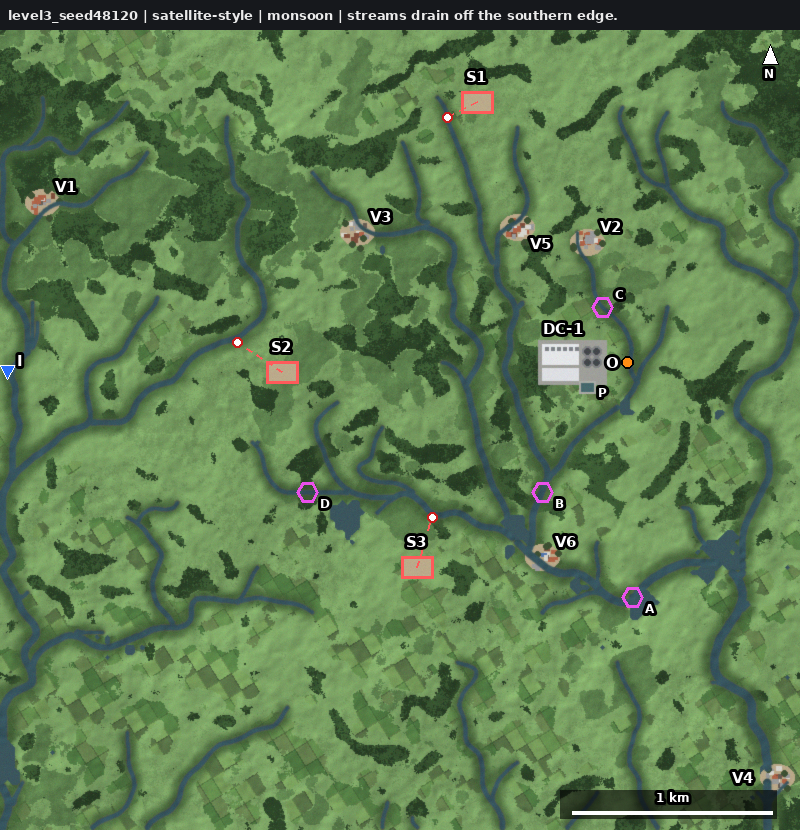 level3_seed48120 | satellite-style | monsoon | streams drain off the southern edge.
N
S1
V1
V3
V2
V5
C
DC-1
I
S2
O
P
D
B
S3
V6
A
V4
1 km